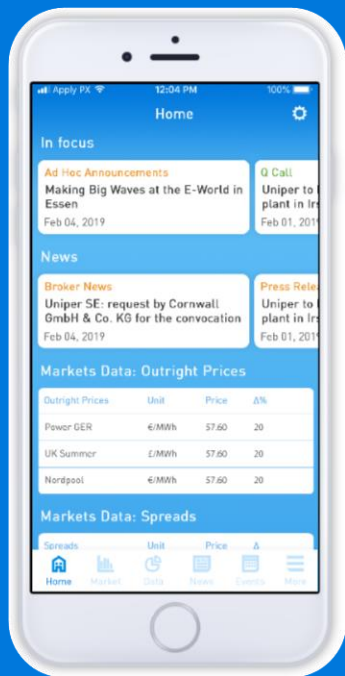 Apply PX 12:04 PM 100%
Home
In focus
Ad Hoc Announcements
Making Big Waves at the E-World in
Essen
Feb 04, 2019
Q Call
Uniper to
plant in Irs
Feb 01, 2019
News
Broker News
Uniper SE: request by Cornwall
GmbH & Co. KG for the convocation
Feb 04, 2019
Press Rele
Uniper to
plant in Irs
Feb 01, 2019
Markets Data: Outright Prices
Outright Prices Unit Price Δ%
Power GER €/MWh 57.60 20
UK Summer £/MWh 57.60 20
Nordpool €/MWh 57.60 20
Markets Data: Spreads
Spreads Unit Price Δ
Home Market Data News Events More